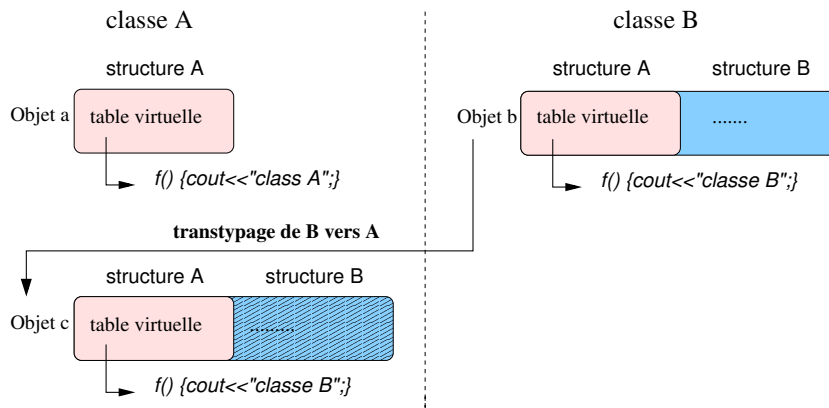 classe A
classe B
structure A
structure A structure B
Objet a table virtuelle
Objet b table virtuelle .......
f() {cout<<"class A";}
f() {cout<<"classe B";}
transtypage de B vers A
structure A structure B
Objet c table virtuelle .........
f() {cout<<"classe B";}